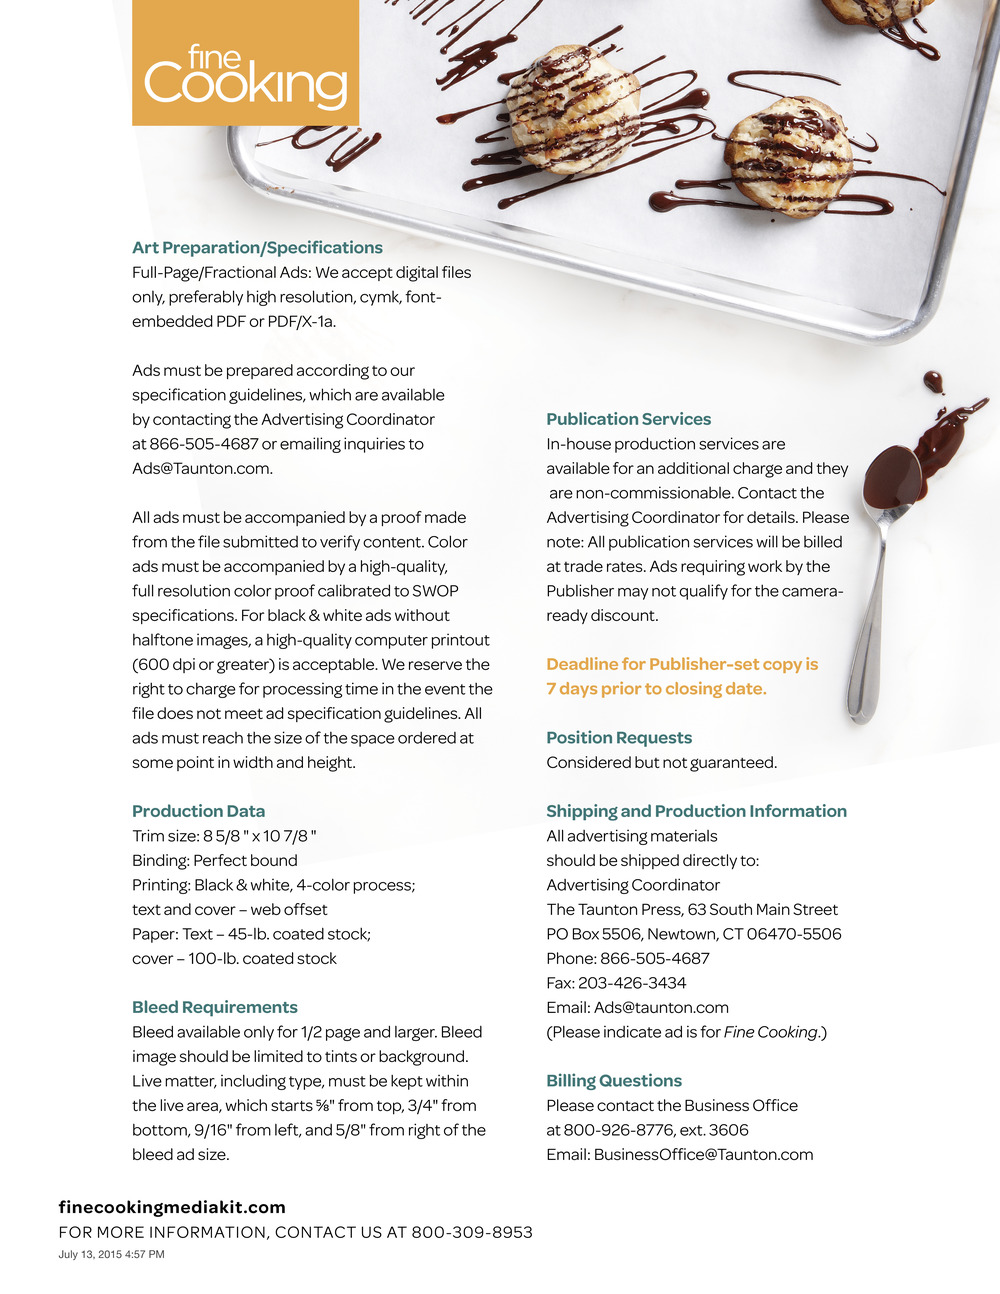 fine
Cooking
Art Preparation/Specifications
Full-Page/Fractional Ads: We accept digital files
only, preferably high resolution, cymk, font-
embedded PDF or PDF/X-1a.
Ads must be prepared according to our
specification guidelines, which are available
by contacting the Advertising Coordinator
at 866-505-4687 or emailing inquiries to
Ads@Taunton.com.
All ads must be accompanied by a proof made
from the file submitted to verify content. Color
ads must be accompanied by a high-quality,
full resolution color proof calibrated to SWOP
specifications. For black & white ads without
halftone images, a high-quality computer printout
(600 dpi or greater) is acceptable. We reserve the
right to charge for processing time in the event the
file does not meet ad specification guidelines. All
ads must reach the size of the space ordered at
some point in width and height.
Production Data
Trim size: 8 5/8 " x 10 7/8 "
Binding: Perfect bound
Printing: Black & white, 4-color process;
text and cover – web offset
Paper: Text – 45-lb. coated stock;
cover – 100-lb. coated stock
Bleed Requirements
Bleed available only for 1/2 page and larger. Bleed
image should be limited to tints or background.
Live matter, including type, must be kept within
the live area, which starts ⅝" from top, 3/4" from
bottom, 9/16" from left, and 5/8" from right of the
bleed ad size.
Publication Services
In-house production services are
available for an additional charge and they
are non-commissionable. Contact the
Advertising Coordinator for details. Please
note: All publication services will be billed
at trade rates. Ads requiring work by the
Publisher may not qualify for the camera-
ready discount.
Deadline for Publisher-set copy is
7 days prior to closing date.
Position Requests
Considered but not guaranteed.
Shipping and Production Information
All advertising materials
should be shipped directly to:
Advertising Coordinator
The Taunton Press, 63 South Main Street
PO Box 5506, Newtown, CT 06470-5506
Phone: 866-505-4687
Fax: 203-426-3434
Email: Ads@taunton.com
(Please indicate ad is for Fine Cooking.)
Billing Questions
Please contact the Business Office
at 800-926-8776, ext. 3606
Email: BusinessOffice@Taunton.com
finecookingmediakit.com
FOR MORE INFORMATION, CONTACT US AT 800-309-8953
July 13, 2015 4:57 PM